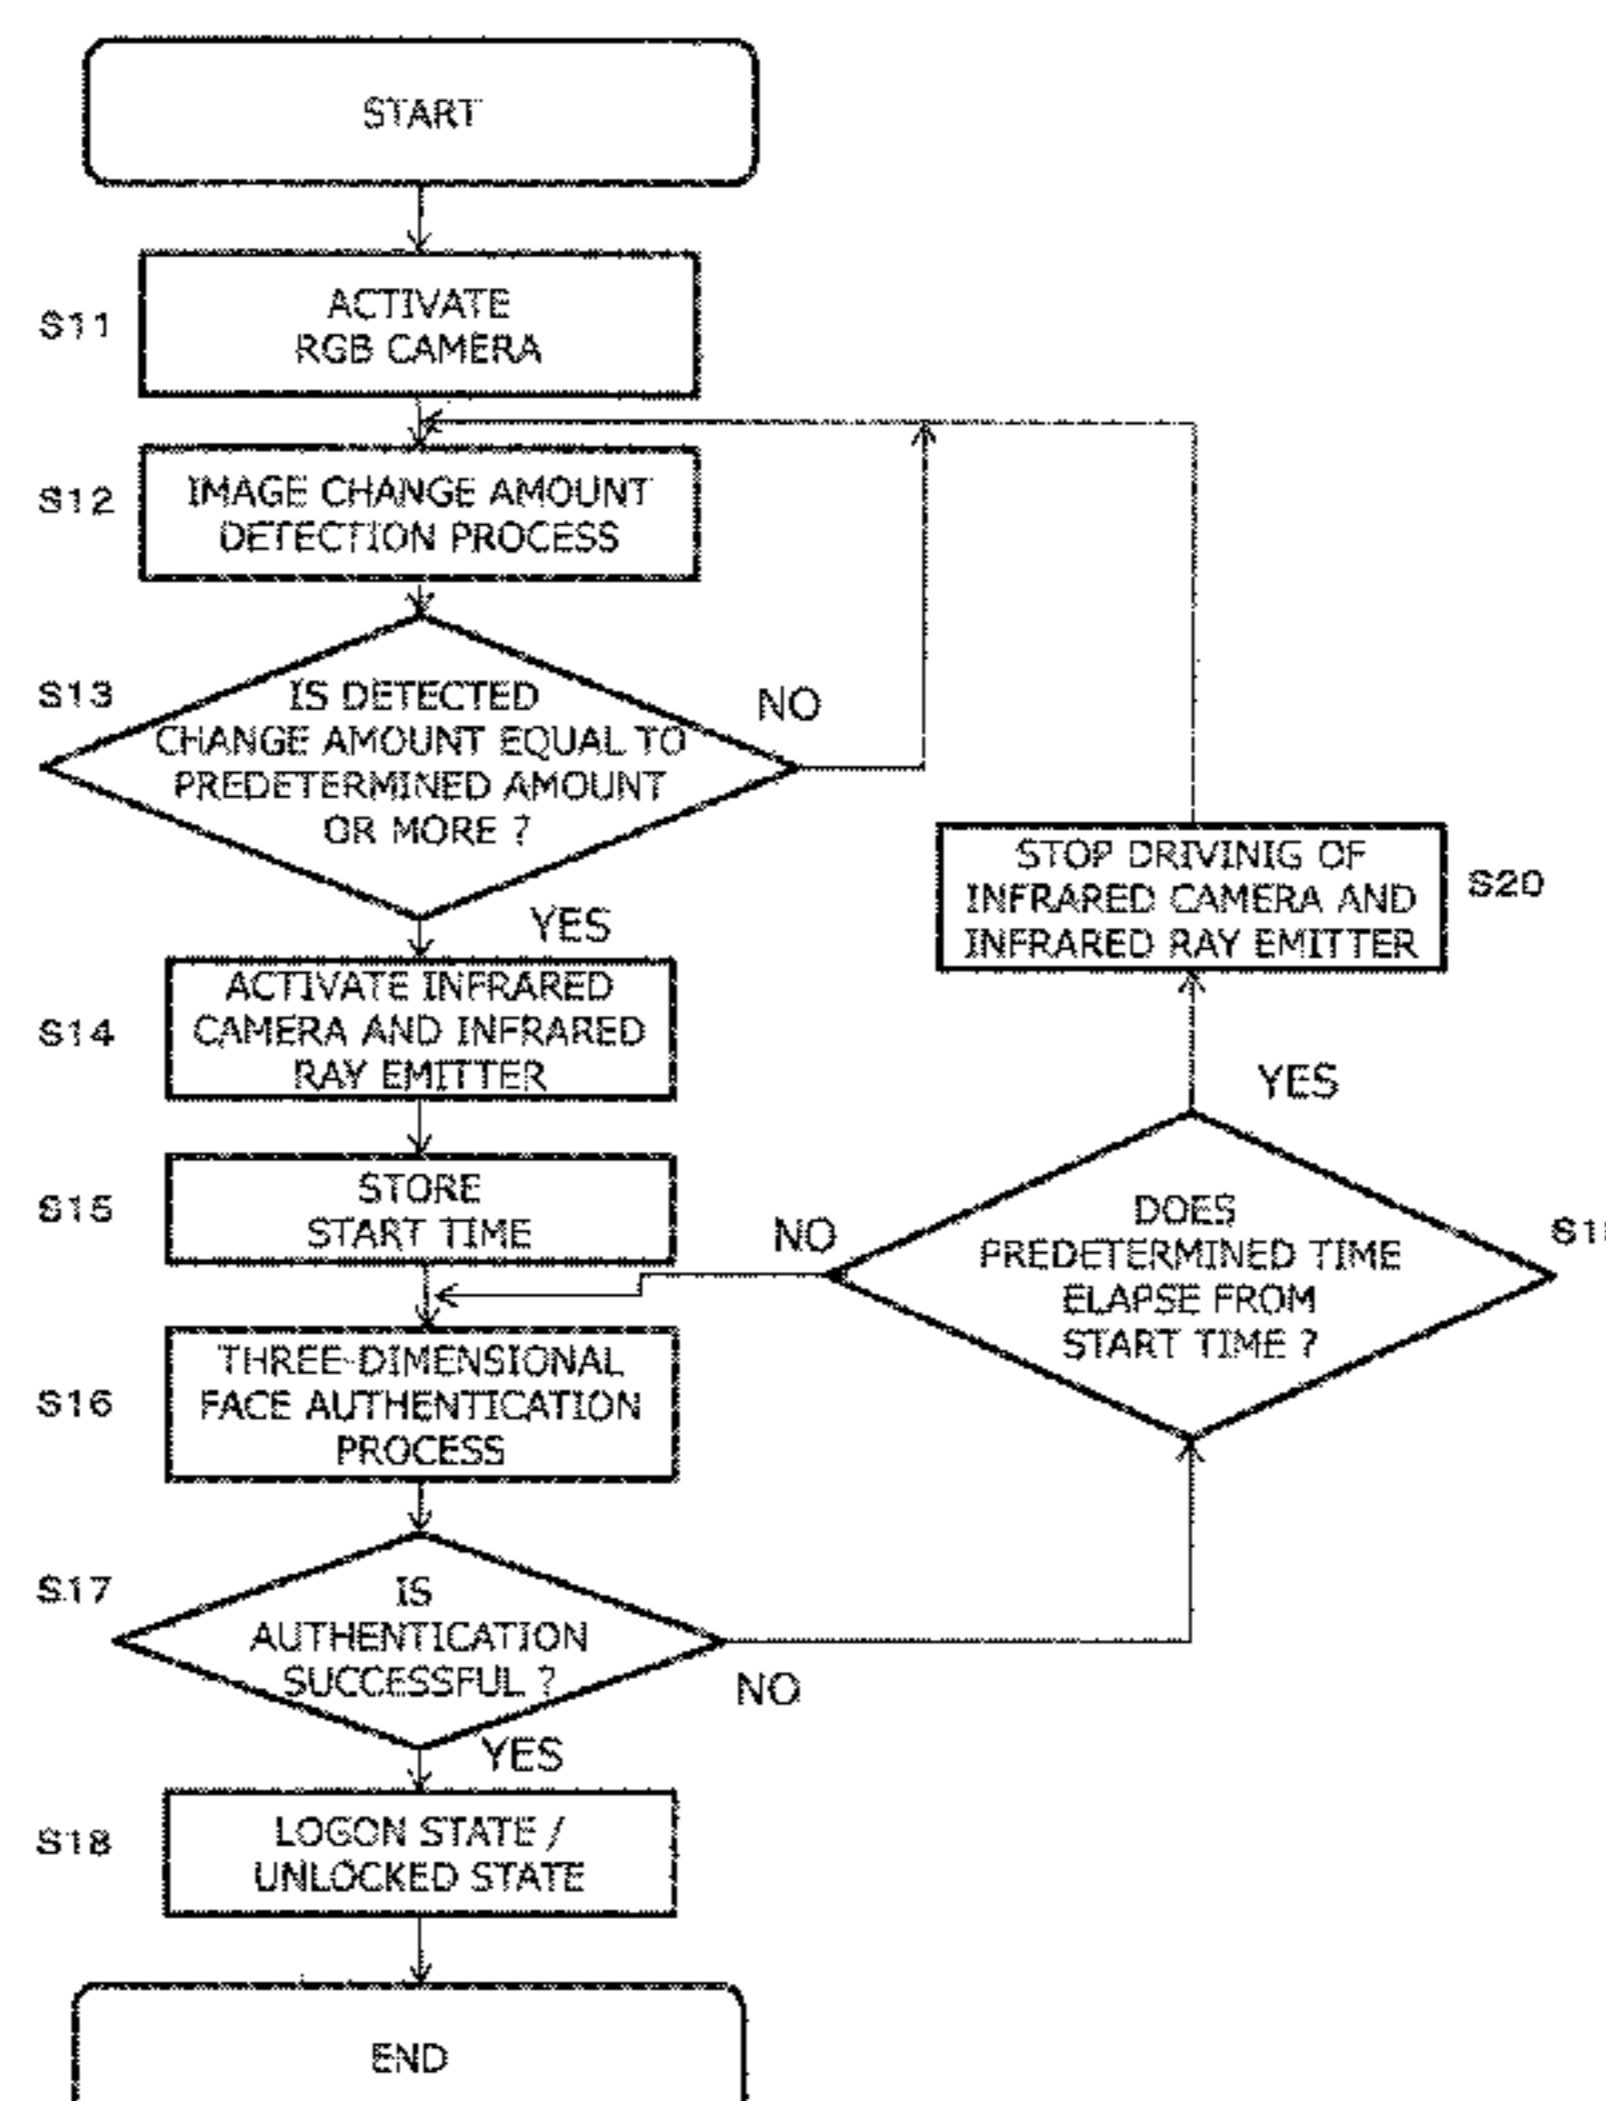 START
S11
ACTIVATE
RGB CAMERA
S12
IMAGE CHANGE AMOUNT
DETECTION PROCESS
S13
IS DETECTED
CHANGE AMOUNT EQUAL TO
PREDETERMINED AMOUNT
OR MORE ?
NO
YES
S14
ACTIVATE INFRARED
CAMERA AND INFRARED
RAY EMITTER
S15
STORE
START TIME
S16
THREE-DIMENSIONAL
FACE AUTHENTICATION
PROCESS
S17
IS
AUTHENTICATION
SUCCESSFUL ?
NO
YES
S18
LOGON STATE /
UNLOCKED STATE
END
STOP DRIVINIG OF
INFRARED CAMERA AND
INFRARED RAY EMITTER
S20
YES
DOES
PREDETERMINED TIME
ELAPSE FROM
START TIME ?
NO